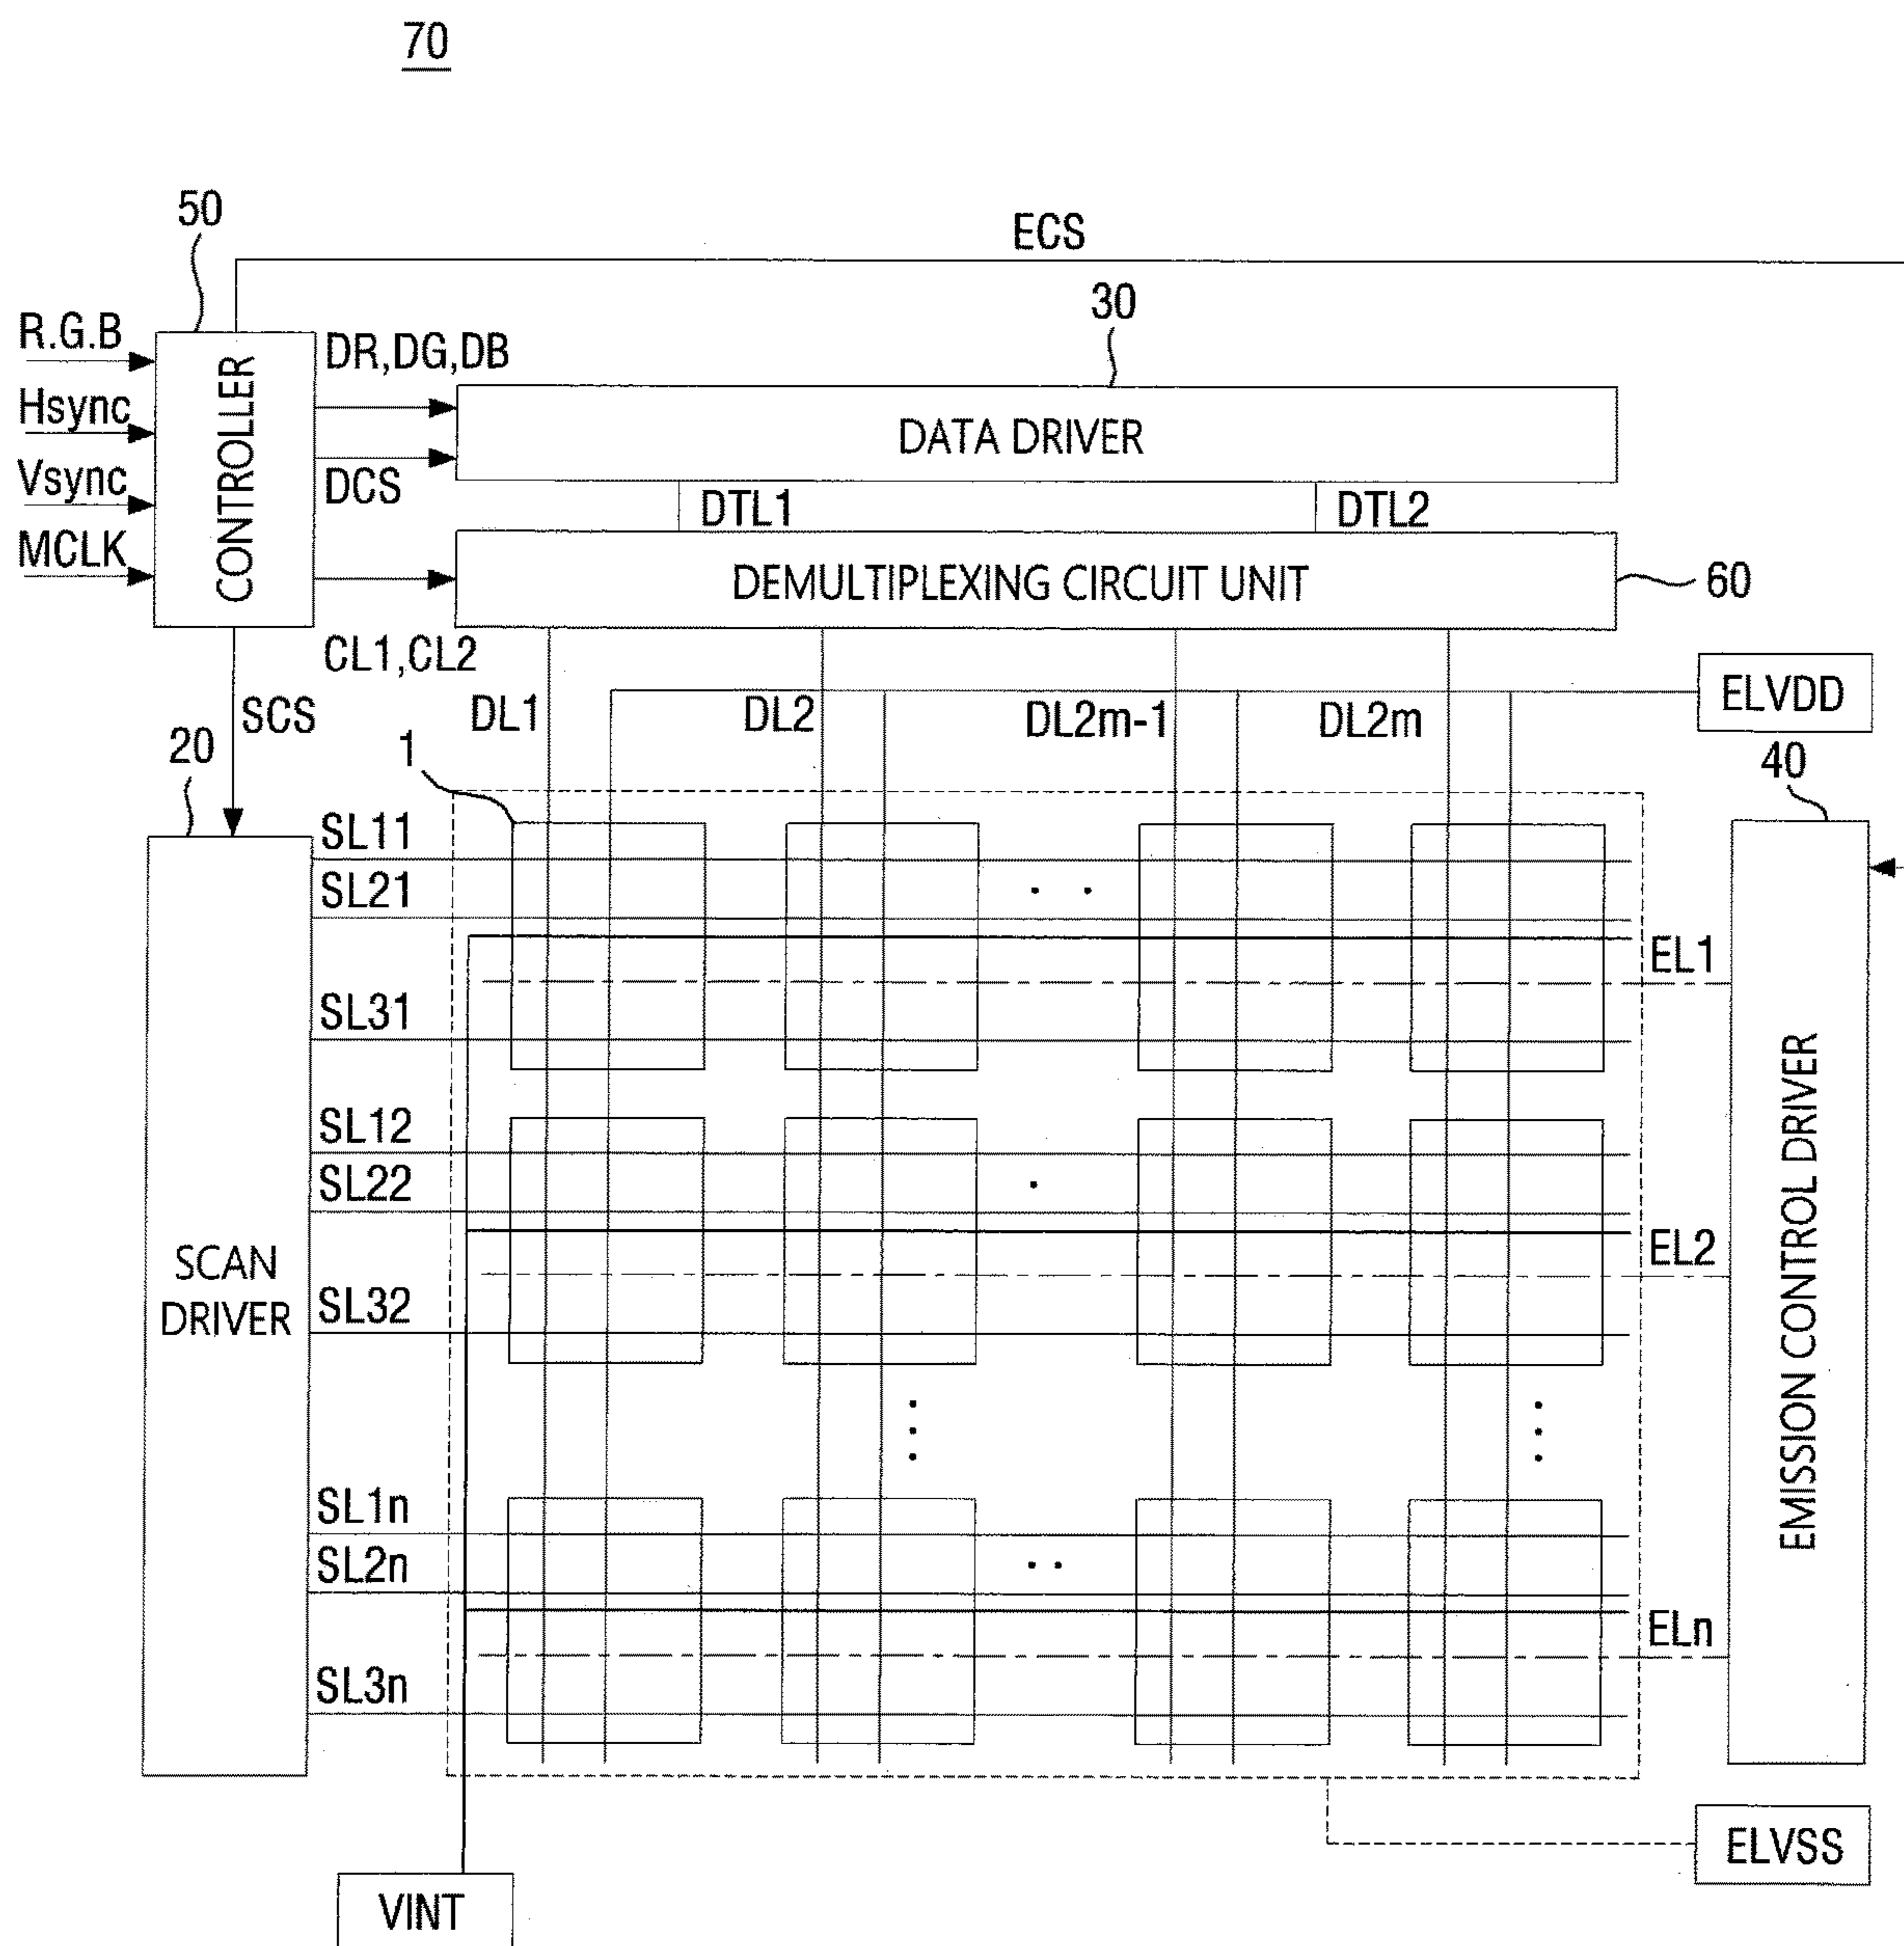 70
50
ECS
30
R.G.B
DR,DG,DB
Hsync
CONTROLLER
DATA DRIVER
Vsync
DCS
DTL1
DTL2
MCLK
DEMULTIPLEXING CIRCUIT UNIT
60
CL1,CL2
SCS
DL1
DL2
DL2m-1
DL2m
ELVDD
20
1
40
SL11
SL21
EL1
SL31
SL12
SL22
EL2
SCAN
DRIVER
SL32
EMISSION CONTROL DRIVER
SL1n
SL2n
ELn
SL3n
ELVSS
VINT